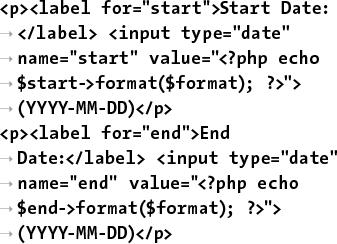 <p><label for="start">Start Date:
→ </label> <input type="date"
→ name="start" value="<?php echo
→ $start->format($format); ?>">
→ (YYYY-MM-DD)</p>
<p><label for="end">End
→ Date:</label> <input type="date"
→ name="end" value="<?php echo
→ $end->format($format); ?>">
→ (YYYY-MM-DD)</p>